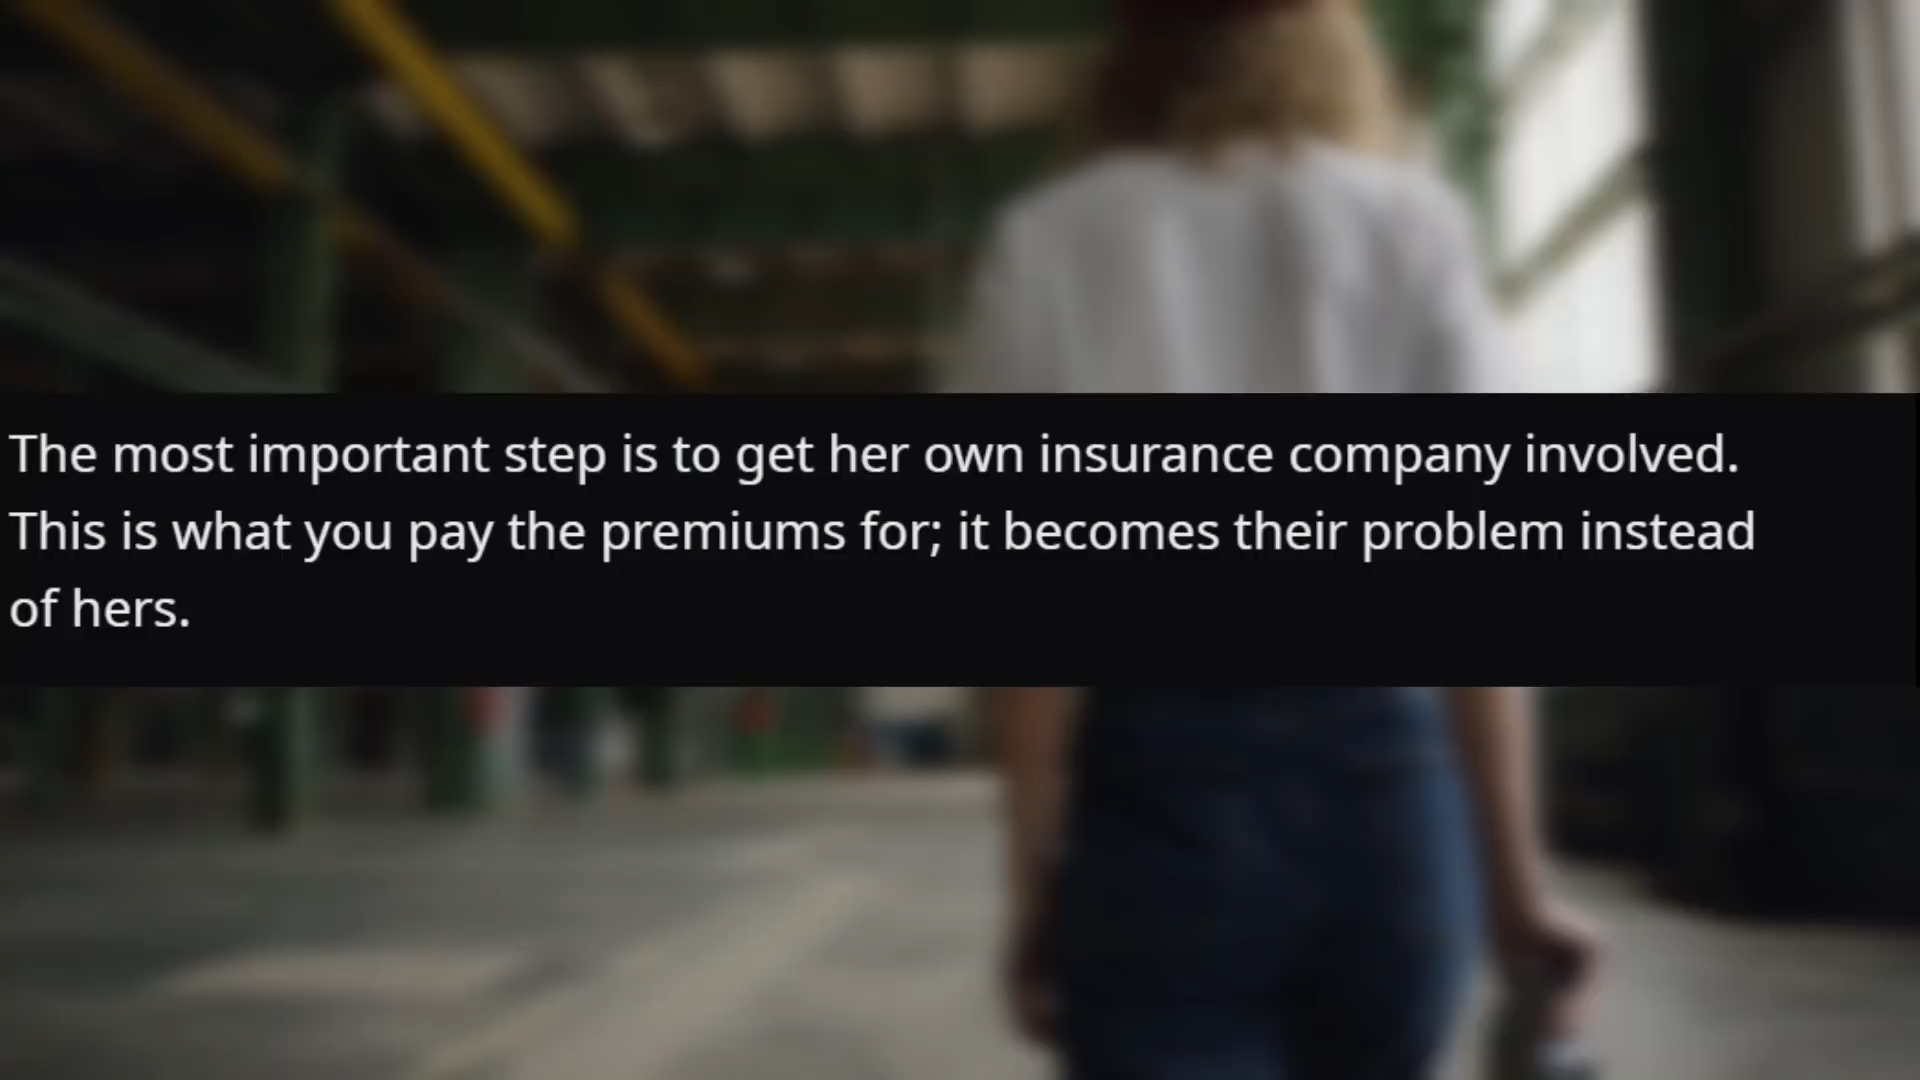 The most important step is to get her own insurance company involved.
This is what you pay the premiums for; it becomes their problem instead
of hers.